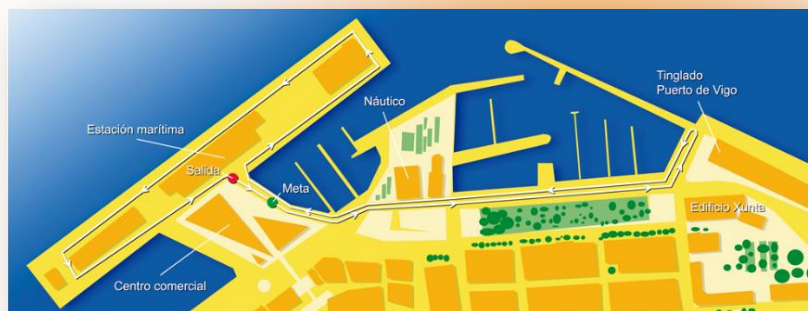 Tinglado
Puerto de Vigo
Náutico
Estación marítima
Salida
Meta
Edificio Xunta
Centro comercial